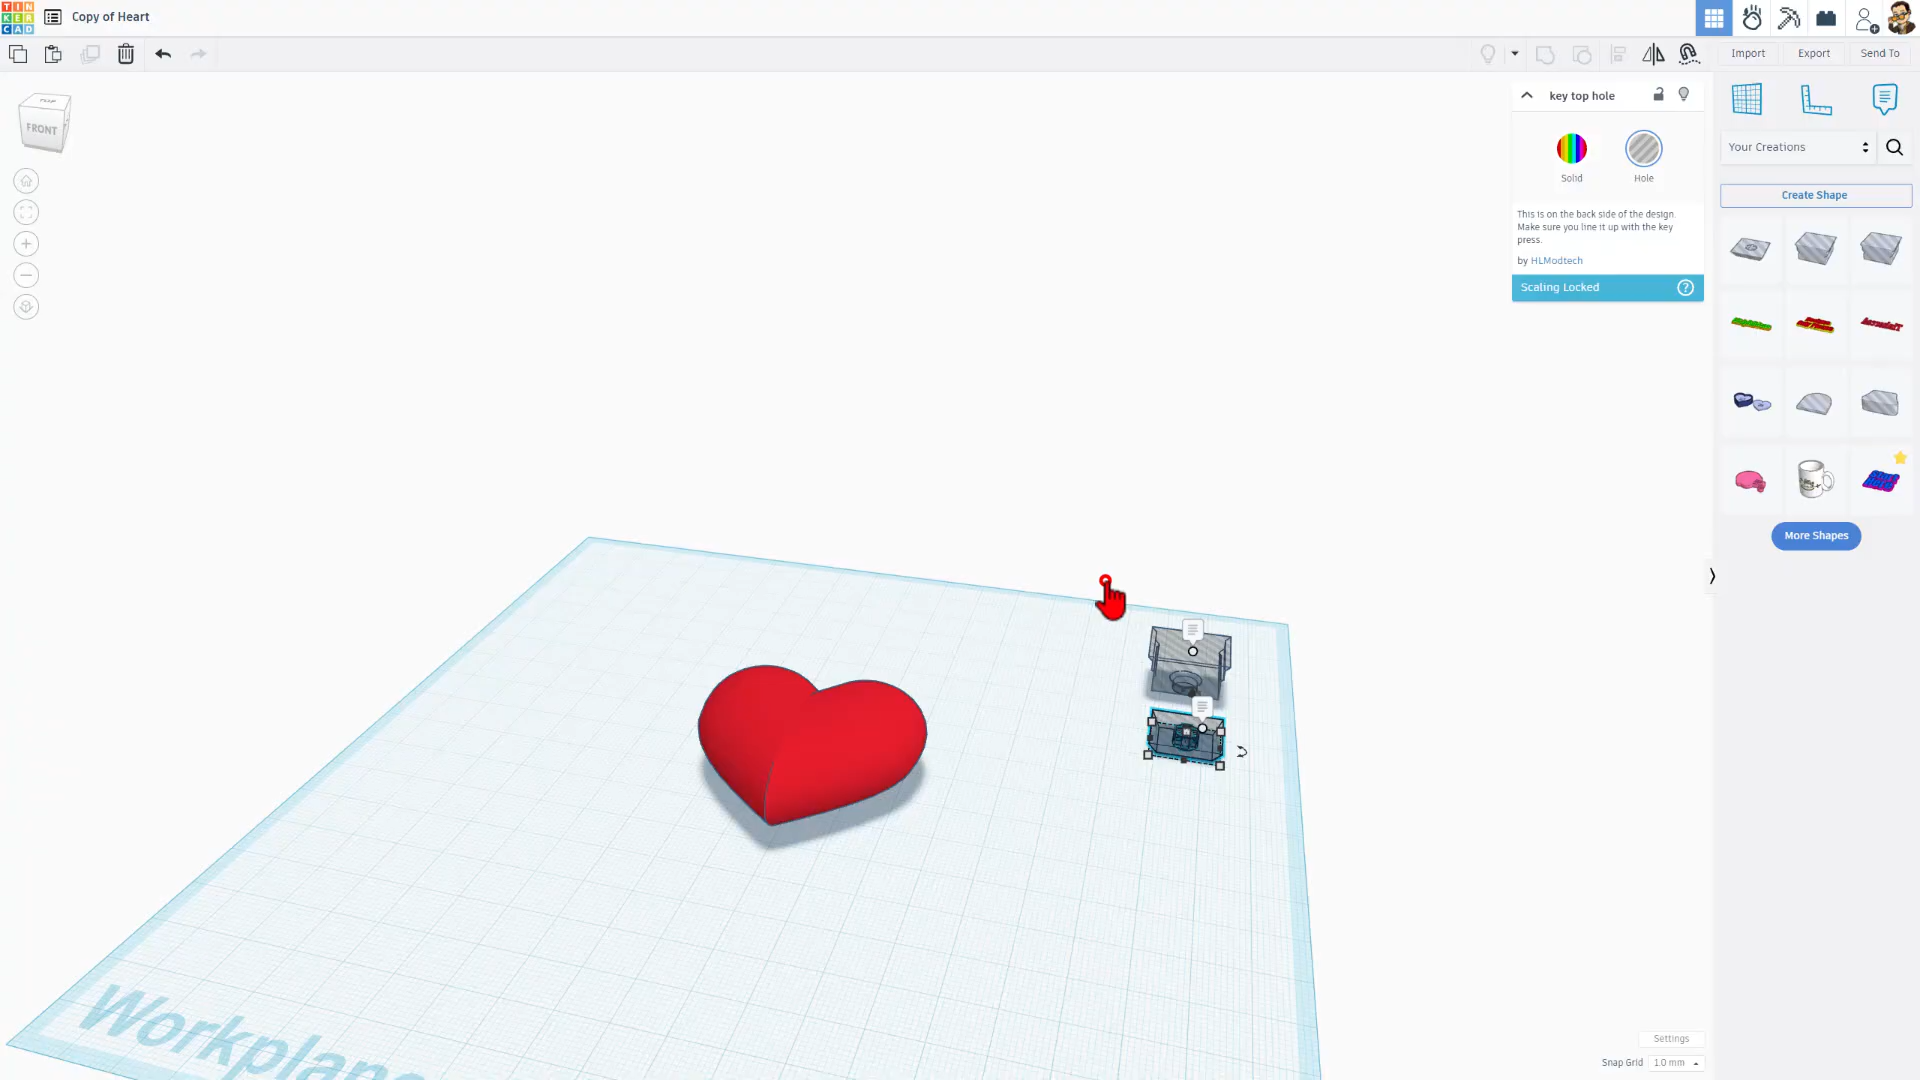 TIN
KER
CAD
Copy of Heart
Import
Export
Send To
FRONT
key top hole
Solid
Hole
This is on the back side of the design.
Make sure you line it up with the key
press.
by HLModtech
Scaling Locked
?
Your Creations
Create Shape
More Shapes
Workplane
Settings
Snap Grid 1.0 mm